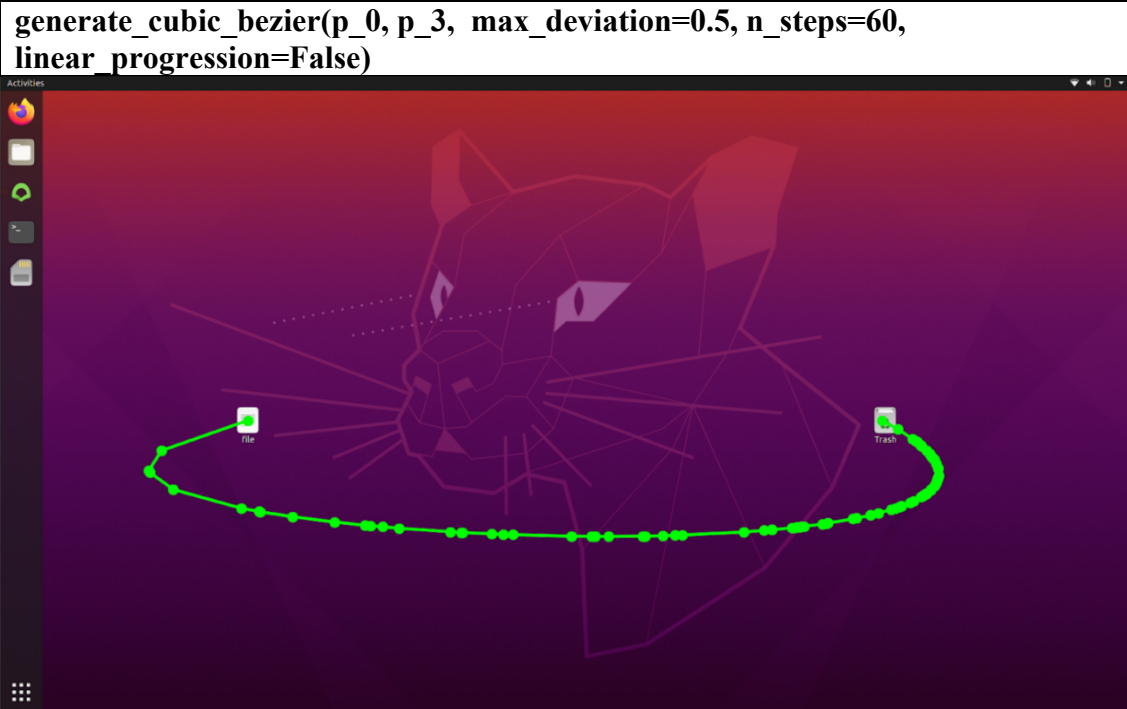 generate_cubic_bezier(p_0, p_3, max_deviation=0.5, n_steps=60,
linear_progression=False)
Activities
>_
file
Trash